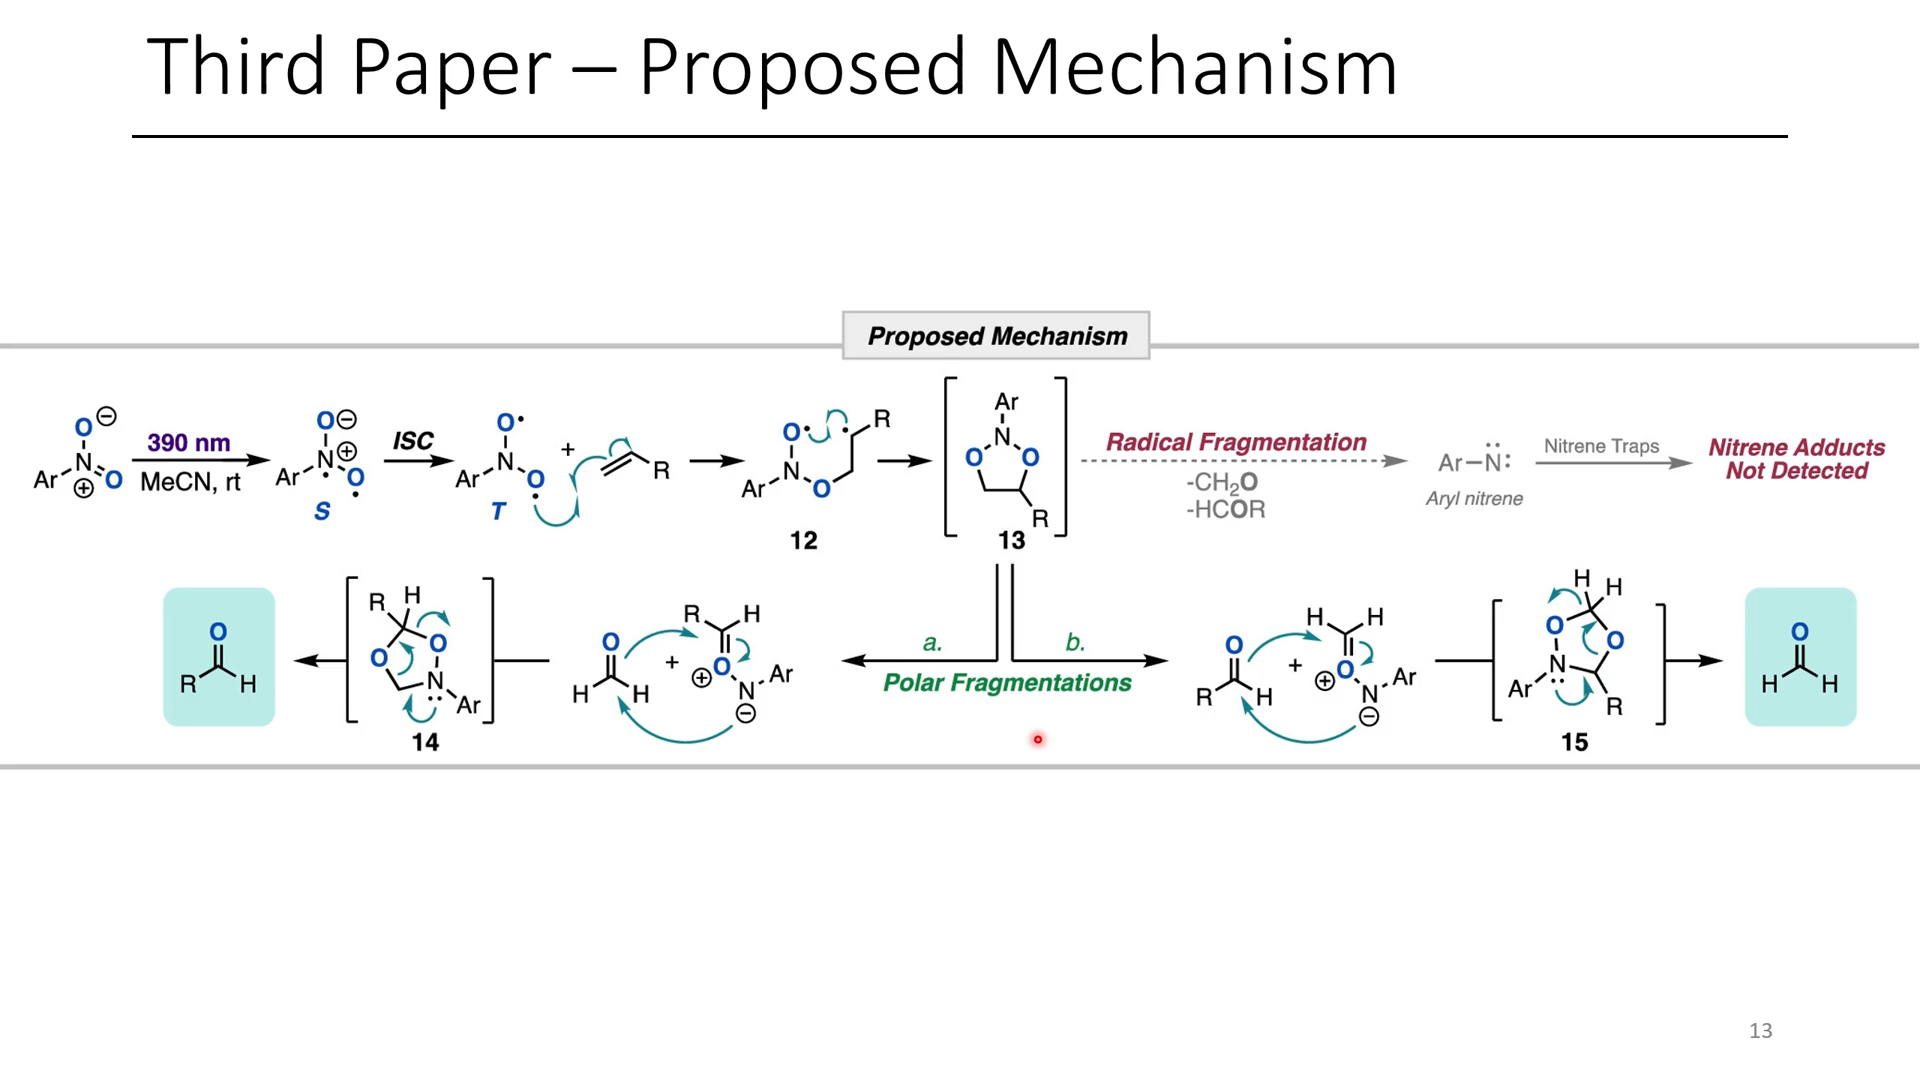 Third Paper – Proposed Mechanism
Proposed Mechanism
O ⊖
Ar N ⊕ O
390 nm
MeCN, rt
O ⊖
Ar N ⊕ O
S
ISC
O
Ar N O
T
+
R
O R
Ar N O
12
Ar
N
O O
R
13
Radical Fragmentation
-CH2O
-HCOR
Ar–N:
Aryl nitrene
Nitrene Traps
Nitrene Adducts
Not Detected
O
R H
R H
O O
N
Ar
14
O
H H
+
R H
O
⊕ N Ar
⊖
a.
b.
Polar Fragmentations
O
R H
+
H H
O
⊕ N Ar
⊖
H H
O O
Ar N
R
15
O
H H
13